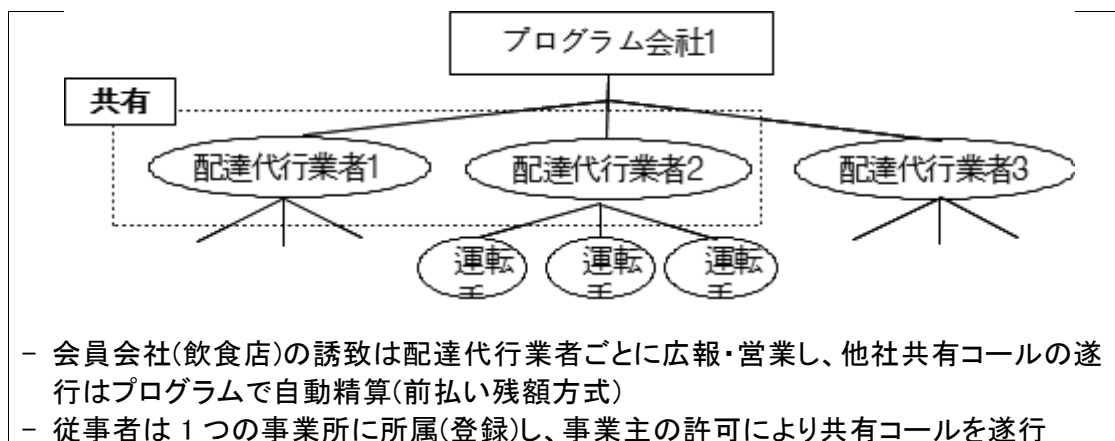 プログラム会社1
共有
配達代行業者1
配達代行業者2
配達代行業者3
運転手
運転手
運転手
- 会員会社(飲食店)の誘致は配達代行業者ごとに広報・営業し、他社共有コールの遂
行はプログラムで自動精算(前払い残額方式)
- 従事者は1つの事業所に所属(登録)し、事業主の許可により共有コールを遂行